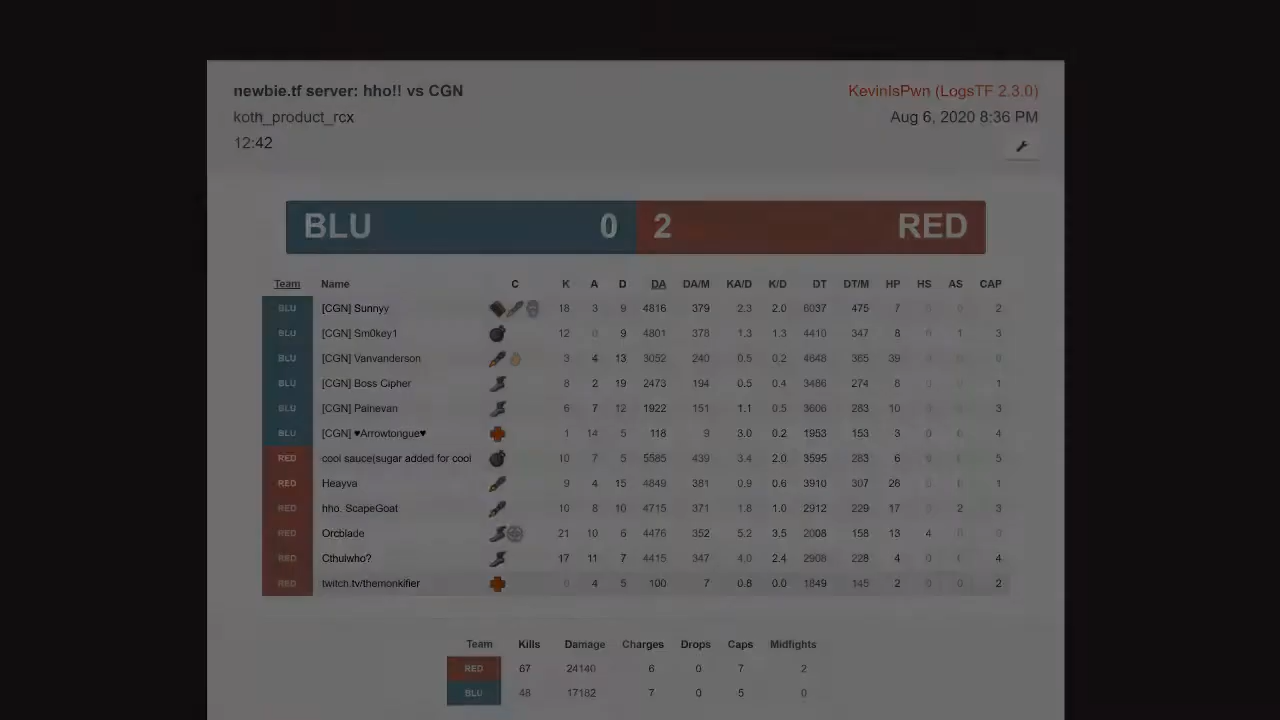 newbie.tf server: hho!! vs CGN KevinIsPwn (LogsTF 2.3.0)
koth_product_rcx Aug 6, 2020 8:36 PM
12:42
BLU 0 2 RED
Team Name C K A D DA DA/M KA/D K/D DT DT/M HP HS AS CAP
BLU [CGN] Sunnyy 18 3 9 4816 379 2.3 2.0 6037 475 7 0 0 2
BLU [CGN] Sm0key1 12 0 9 4801 378 1.3 1.3 4410 347 8 1 3
BLU [CGN] Vanvanderson 3 4 13 3052 240 0.5 0.2 4648 365 39
BLU [CGN] Boss Cipher 8 2 19 2473 194 0.5 0.4 3486 274 8 0 0 1
BLU [CGN] Painevan 6 7 12 1922 151 1.1 0.5 3606 283 10 0 0 3
BLU [CGN] ♥Arrowtongue♥ 1 14 5 118 9 3.0 0.2 1953 153 3 0 0 4
RED cool sauce(sugar added for cool 10 7 5 5585 439 3.4 2.0 3595 283 6 5
RED Heayva 9 4 15 4849 381 0.9 0.6 3910 307 28 1
RED hho. ScapeGoat 10 8 10 4715 371 1.8 1.0 2912 229 17 2 3
RED Orcblade 21 10 6 4476 352 5.2 3.5 2008 158 13 4 0 0
RED Cthulwho? 17 11 7 4415 347 4.0 2.4 2908 228 4 4
RED twitch.tv/themonkifier 0 4 5 100 7 0.8 0.0 1849 145 2 0 0 2
Team Kills Damage Charges Drops Caps Midfights
RED 67 24140 6 0 7 2
BLU 48 17182 7 0 5 0